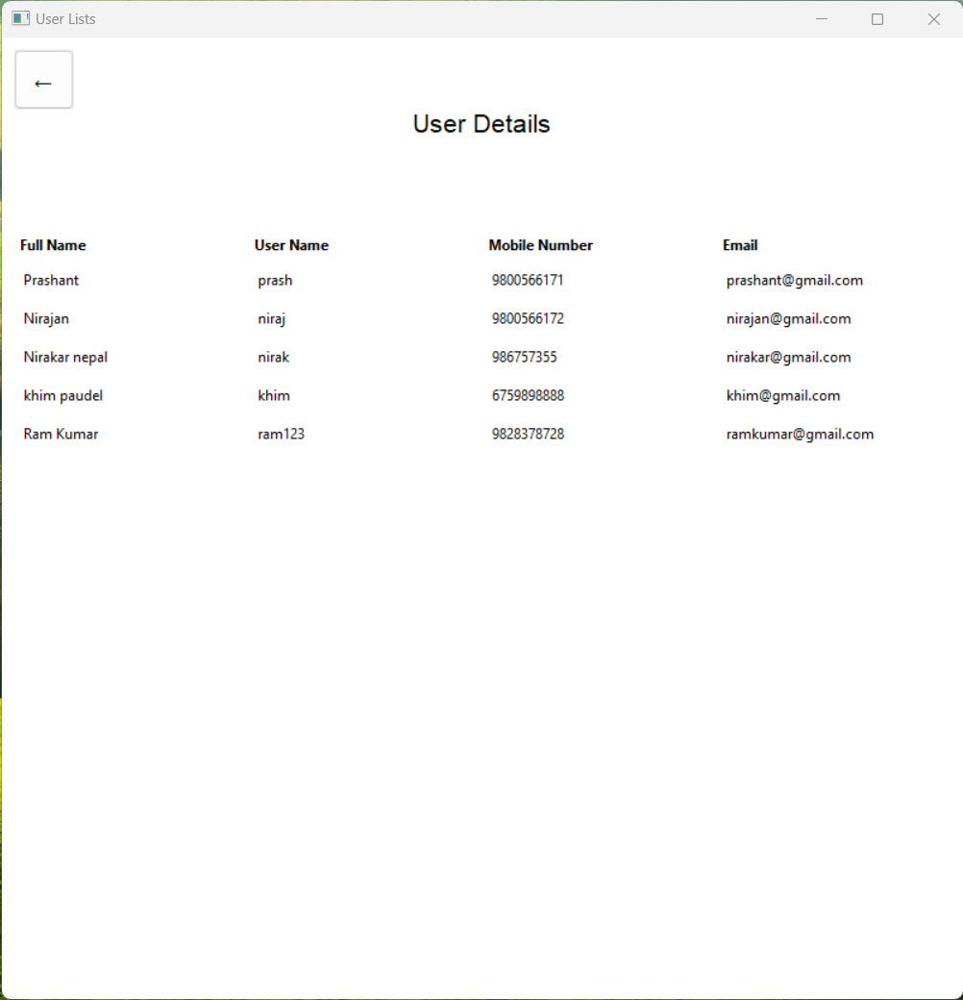 User Lists
←
User Details
Full Name User Name Mobile Number Email
Prashant prash 9800566171 prashant@gmail.com
Nirajan niraj 9800566172 nirajan@gmail.com
Nirakar nepal nirak 986757355 nirakar@gmail.com
khim paudel khim 6759898888 khim@gmail.com
Ram Kumar ram123 9828378728 ramkumar@gmail.com